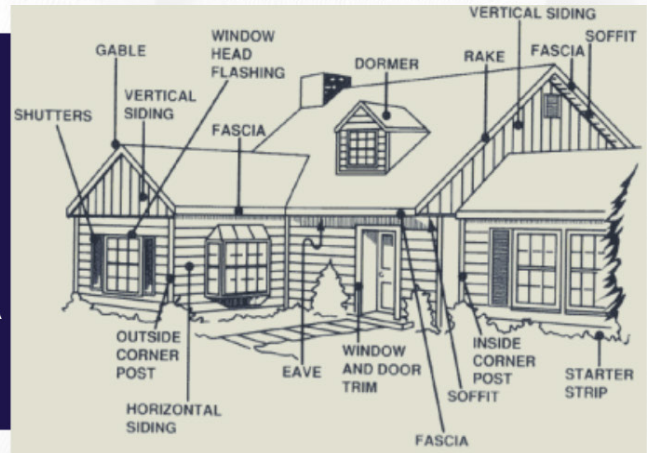 VERTICAL SIDING
WINDOW
HEAD
FLASHING
SOFFIT
GABLE
DORMER
RAKE
FASCIA
VERTICAL
SIDING
SHUTTERS
FASCIA
OUTSIDE
CORNER
POST
EAVE
WINDOW
AND DOOR
TRIM
INSIDE
CORNER
POST
SOFFIT
STARTER
STRIP
HORIZONTAL
SIDING
FASCIA